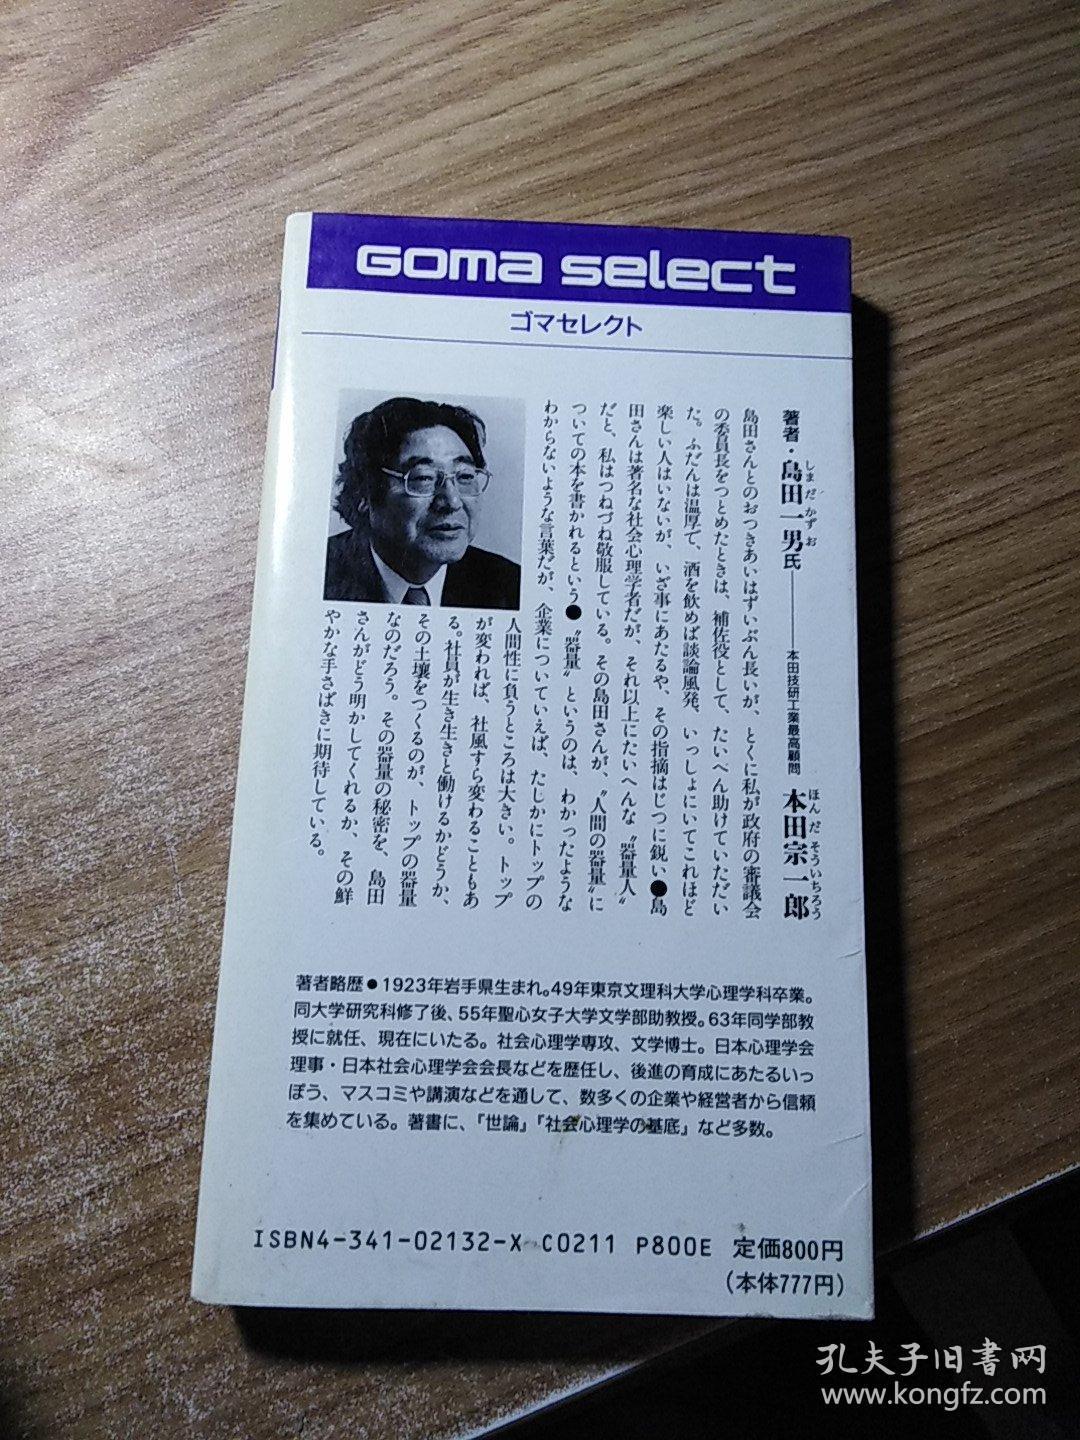 Goma select
ゴマセレクト
著者・島田一男氏――本田技研工業最高顧問 本田宗一郎
しまだ かずお
ほんだ そういちろう
島田さんとのおつきあいはずいぶん長いが、とくに私が政府の審議会
の委員長をつとめたときは、補佐役として、たいへん助けていただい
た。ふだんは温厚で、酒を飲めば談論風発、いっしょにいてこれほど
楽しい人はいないが、いざ事にあたるや、その指摘はじつに鋭い●島
田さんは著名な社会心理学者だが、それ以上にたいへんな〝器量人〟
だと、私はつねづね敬服している。その島田さんが、〝人間の器量〟に
ついての本を書かれるという●〝器量〟というのは、わかったような
わからないような言葉だが、企業についていえば、たしかにトップの
人間性に負うところは大きい。トップ
が変われば、社風すら変わることもあ
る。社員が生き生きと働けるかどうか、
その土壌をつくるのが、トップの器量
なのだろう。その器量の秘密を、島田
さんがどう明かしてくれるか、その鮮
やかな手さばきに期待している。
著者略歴●1923年岩手県生まれ。49年東京文理科大学心理学科卒業。
同大学研究科修了後、55年聖心女子大学文学部助教授。63年同学部教
授に就任、現在にいたる。社会心理学専攻、文学博士。日本心理学会
理事・日本社会心理学会会長などを歴任し、後進の育成にあたるいっ
ぽう、マスコミや講演などを通して、数多くの企業や経営者から信頼
を集めている。著書に、『世論』『社会心理学の基底』など多数。
ISBN4-341-02132-X C0211 P800E 定価800円
(本体777円)
孔夫子旧书网
www.kongfz.com